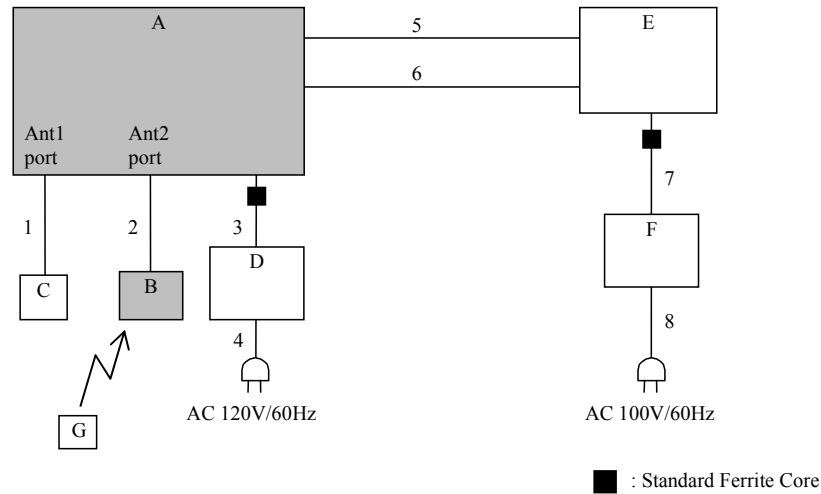 A
5
E
6
Ant1
port
Ant2
port
7
1
2
3
F
D
C
B
8
4
AC 120V/60Hz
AC 100V/60Hz
G
: Standard Ferrite Core